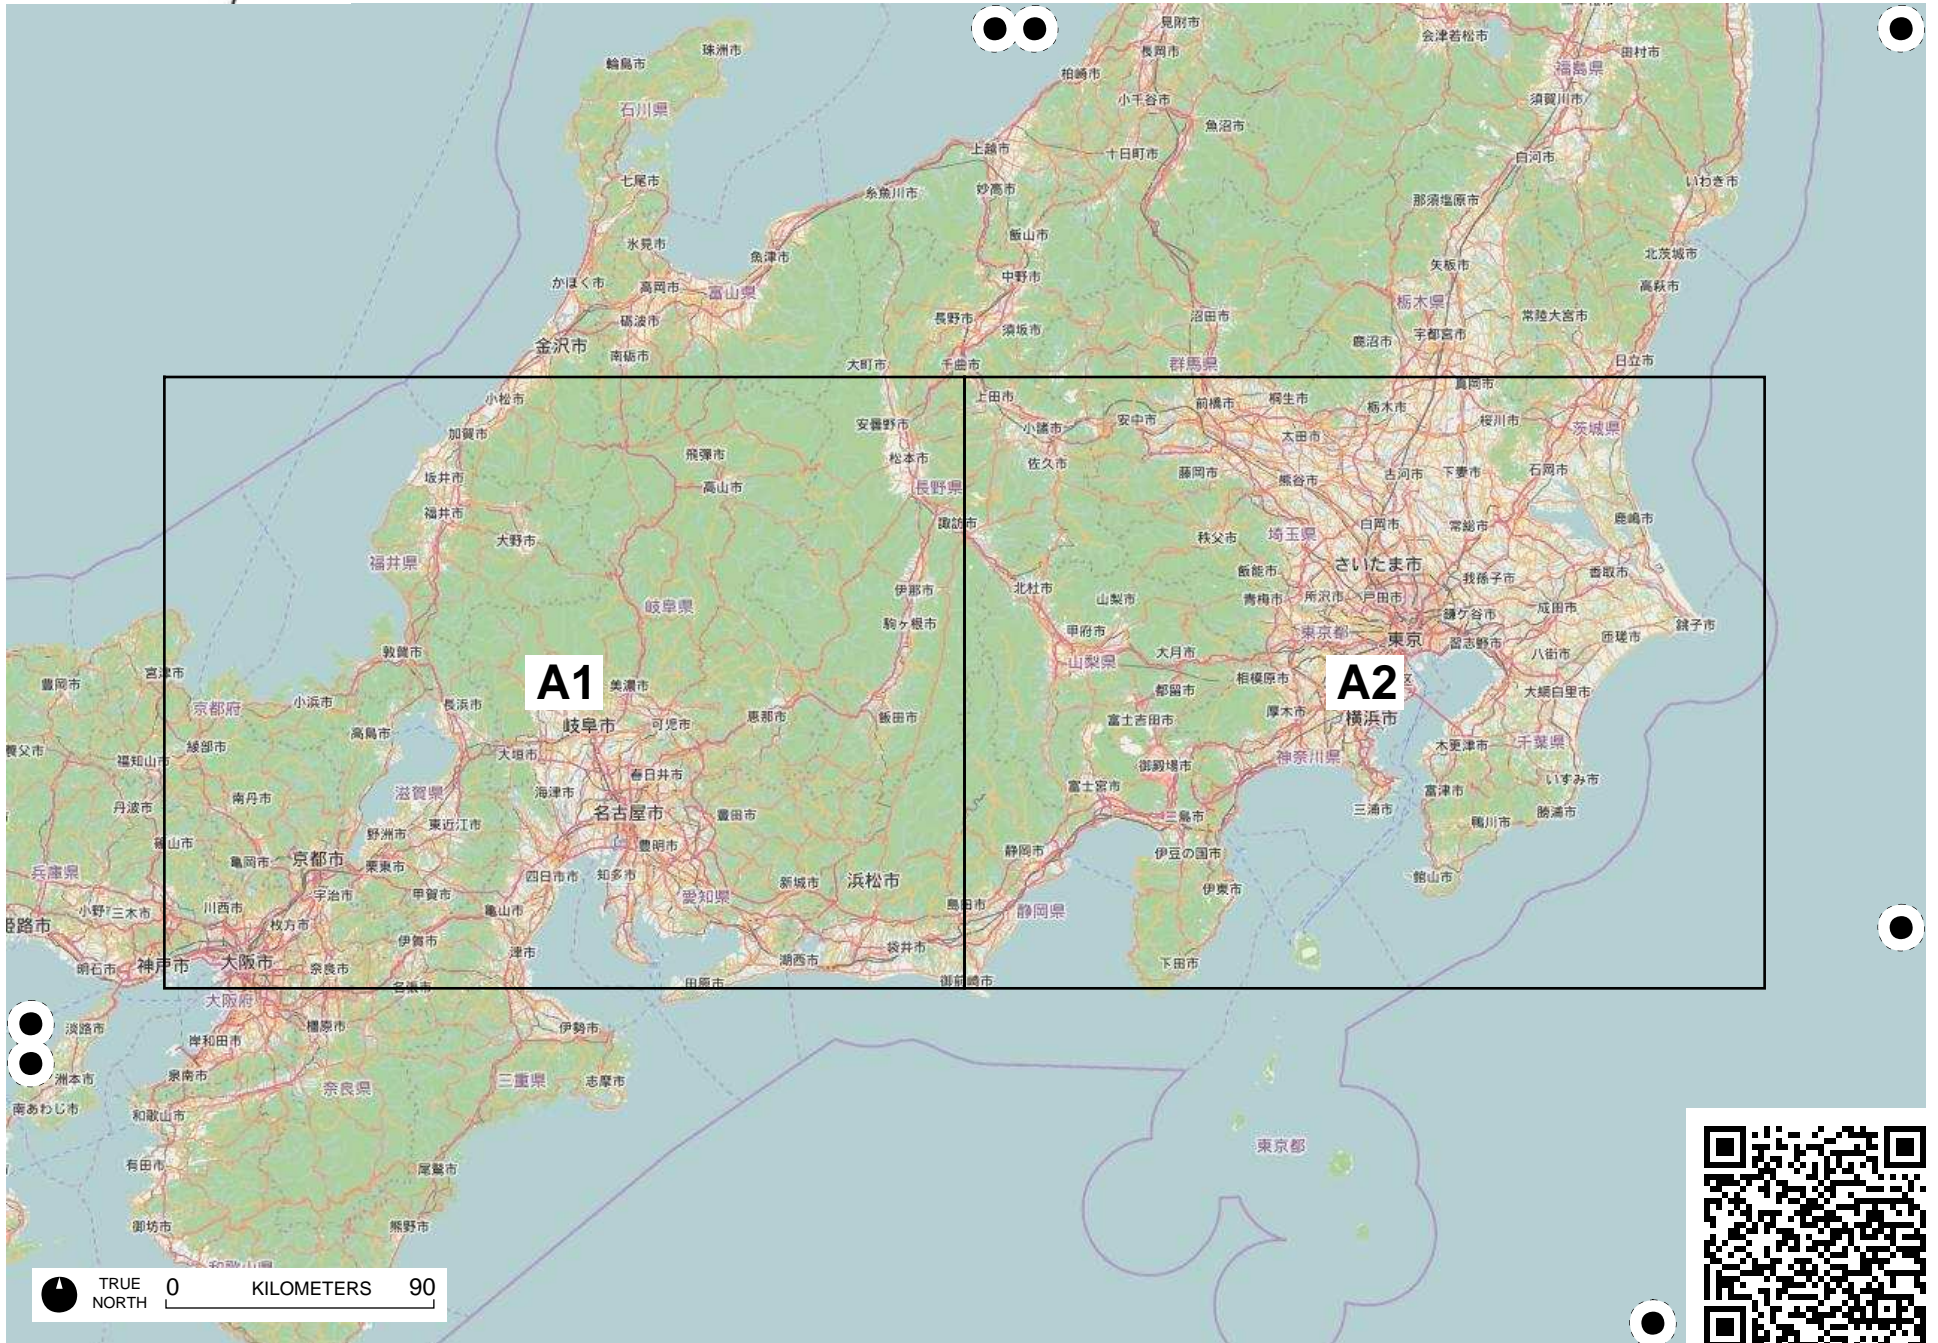 見附市
珠洲市
長岡市
会津若松市
田村市
輪島市
柏崎市
福島県
石川県
小千谷市
須賀川市
魚沼市
上越市
十日町市
白河市
七尾市
糸魚川市
妙高市
那須塩原市
いわき市
氷見市
飯山市
魚津市
北茨城市
中野市
矢板市
かほく市
高岡市
富山県
高萩市
栃木県
砺波市
長野市
須坂市
沼田市
常陸大宮市
金沢市
鹿沼市
宇都宮市
南砺市
大町市
千曲市
群馬県
日立市
真岡市
小松市
上田市
前橋市
桐生市
栃木市
加賀市
安曇野市
小諸市
安中市
太田市
桜川市
茨城県
飛彈市
松本市
佐久市
坂井市
高山市
長野県
藤岡市
熊谷市
古河市
下妻市
石岡市
福井市
諏訪市
白岡市
常総市
鹿嶋市
大野市
秩父市
埼玉県
福井県
さいたま市
飯能市
我孫子市
香取市
北杜市
伊那市
岐阜県
山梨市
青梅市
所沢市
戸田市
鎌ケ谷市
成田市
駒ヶ根市
甲府市
東京都
東京
習志野市
匝瑳市
銚子市
敦賀市
山梨県
大月市
八街市
宮津市
豊岡市
A1
美濃市
都留市
相模原市
A2
区
大網白里市
京都府
小浜市
長浜市
岐阜市
可児市
恵那市
飯田市
富士吉田市
厚木市
横浜市
高島市
養父市
綾部市
福知山市
大垣市
春日井市
御殿場市
神奈川県
木更津市
千葉県
滋賀県
海津市
富士宮市
富津市
いすみ市
南丹市
丹波市
名古屋市
豊田市
三島市
三浦市
鴨川市
勝浦市
篠山市
野洲市
東近江市
豊明市
静岡市
伊豆の国市
兵庫県
亀岡市
京都市
栗東市
四日市市
知多市
新城市
浜松市
館山市
宇治市
甲賀市
愛知県
伊東市
小野市
三木市
川西市
亀山市
島田市
静岡県
姫路市
枚方市
伊賀市
津市
袋井市
明石市
神戸市
大阪市
奈良市
湖西市
下田市
名張市
田原市
御前崎市
大阪府
淡路市
橿原市
伊勢市
岸和田市
洲本市
泉南市
奈良県
三重県
志摩市
南あわじ市
和歌山市
東京都
有田市
尾鷲市
御坊市
熊野市
和歌山県
TRUE NORTH
0 KILOMETERS 90